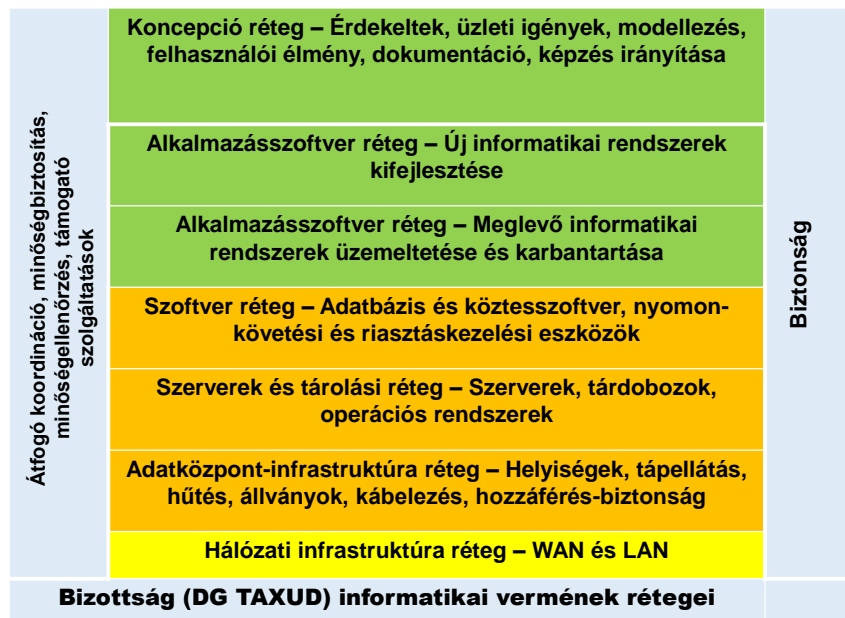 Átfogó koordináció, minőségbiztosítás,
minőségellenőrzés, támogató
szolgáltatások
Koncepció réteg – Érdekeltek, üzleti igények, modellezés,
felhasználói élmény, dokumentáció, képzés irányítása
Alkalmazásszoftver réteg – Új informatikai rendszerek
kifejlesztése
Alkalmazásszoftver réteg – Meglevő informatikai
rendszerek üzemeltetése és karbantartása
Szoftver réteg – Adatbázis és köztesszoftver, nyomon-
követési és riasztáskezelési eszközök
Szerverek és tárolási réteg – Szerverek, tárdobozok,
operációs rendszerek
Adatközpont-infrastruktúra réteg – Helyiségek, tápellátás,
hűtés, állványok, kábelezés, hozzáférés-biztonság
Hálózati infrastruktúra réteg – WAN és LAN
Biztonság
Bizottság (DG TAXUD) informatikai vermének rétegei